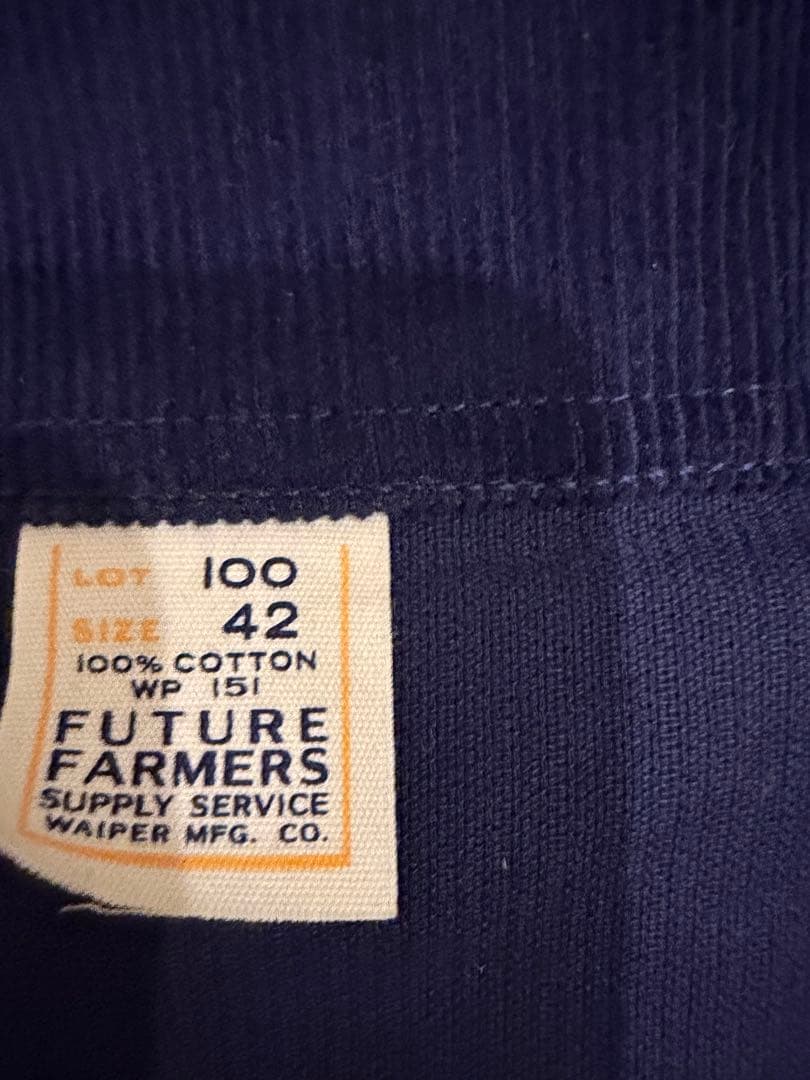 LOT 100
SIZE 42
100% COTTON
WP 151
FUTURE
FARMERS
SUPPLY SERVICE
WAIPER MFG. CO.